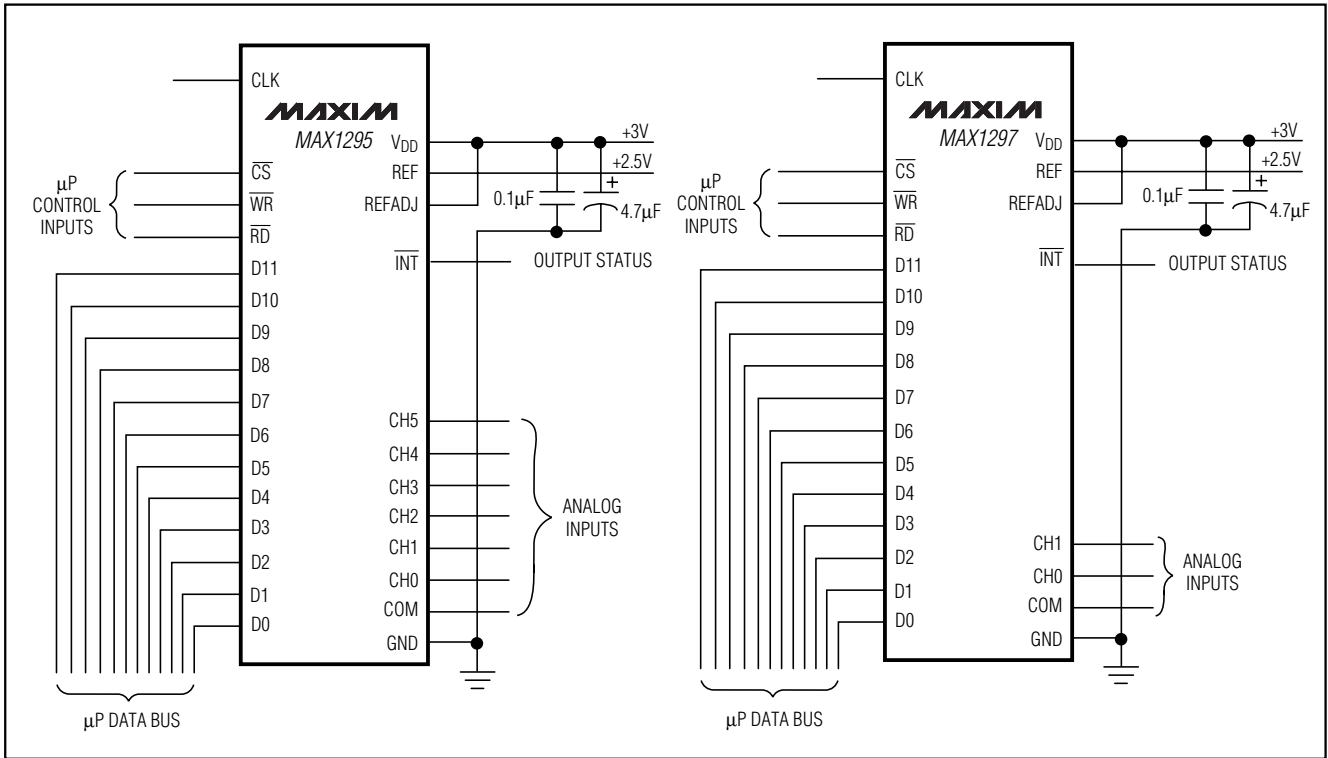 CLK
MAXIM
MAX1295
VDD
+3V
REF
+2.5V
REFADJ
0.1µF
+
4.7µF
µP
CONTROL
INPUTS
CS
WR
RD
INT
OUTPUT STATUS
D11
D10
D9
D8
D7
D6
D5
D4
D3
D2
D1
D0
CH5
CH4
CH3
CH2
CH1
CH0
COM
GND
ANALOG
INPUTS
µP DATA BUS
CLK
MAXIM
MAX1297
VDD
+3V
REF
+2.5V
REFADJ
0.1µF
+
4.7µF
µP
CONTROL
INPUTS
CS
WR
RD
INT
OUTPUT STATUS
D11
D10
D9
D8
D7
D6
D5
D4
D3
D2
D1
D0
CH1
CH0
COM
GND
ANALOG
INPUTS
µP DATA BUS